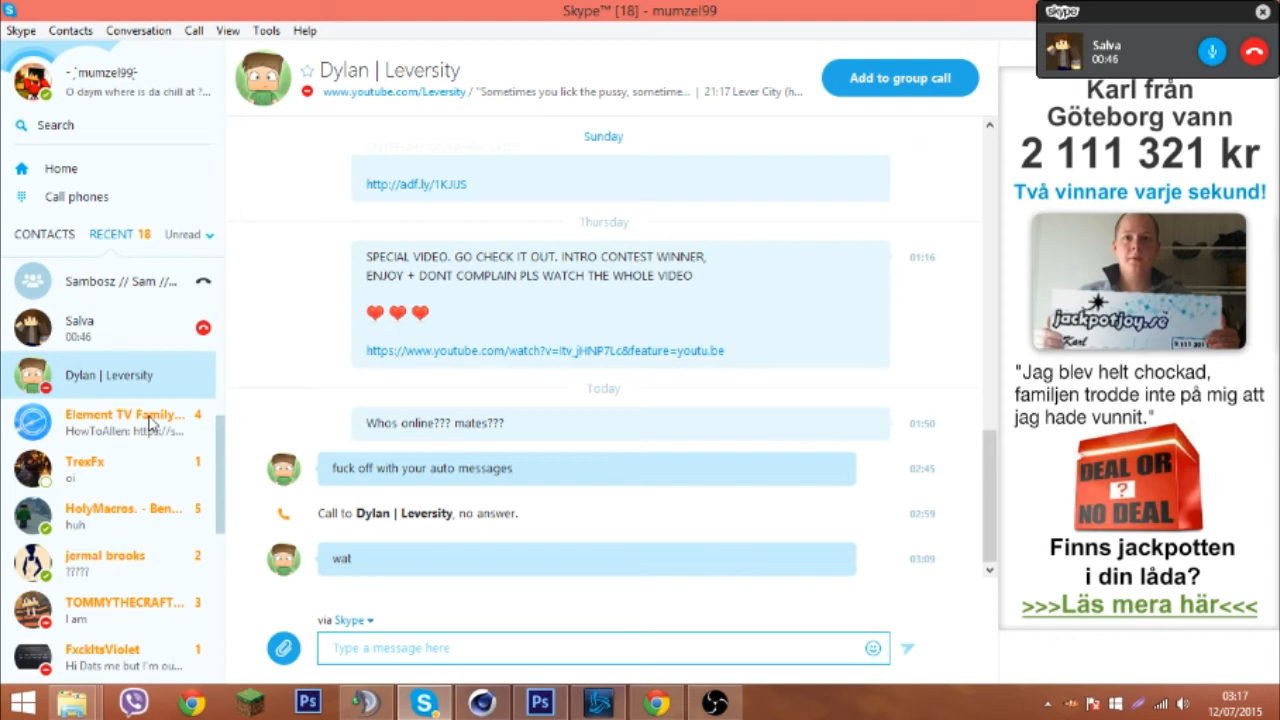 Skype™ [18] - mumzel99
Skype Contacts Conversation Call View Tools Help
skype
Salva
00:46
O daym where is da chill at ?...
Search
Home
Call phones
CONTACTS RECENT 18 Unread
Sambosz // Sam //...
Salva
00:46
Dylan | Leversity
Element TV Family... 4
HowToAllen: https://s...
TrexFx 1
oi
HolyMacros. - Ben... 5
huh
jermal brooks 2
?????
TOMMYTHECRAFT... 3
I am
FxckItsViolet 1
Hi Dats me but I'm ou...
Dylan | Leversity
www.youtube.com/Leversity / "Sometimes you lick the pussy, sometime... | 21:17 Lever City (h...
Add to group call
Sunday
http://adf.ly/1KJIJS
Thursday
SPECIAL VIDEO. GO CHECK IT OUT. INTRO CONTEST WINNER, 01:16
ENJOY + DONT COMPLAIN PLS WATCH THE WHOLE VIDEO
https://www.youtube.com/watch?v=Itv_jHNP7Lc&feature=youtu.be
Today
Whos online??? mates??? 01:50
fuck off with your auto messages 02:45
Call to Dylan | Leversity, no answer. 02:59
wat 03:09
via Skype
Type a message here
Karl från
Göteborg vann
2 111 321 kr
Två vinnare varje sekund!
jackpotjoy.se
Karl
"Jag blev helt chockad,
familjen trodde inte på mig att
jag hade vunnit."
DEAL OR
?
NO DEAL
Finns jackpotten
i din låda?
>>>Läs mera här<<<
Ps
Ps
03:17
12/07/2015